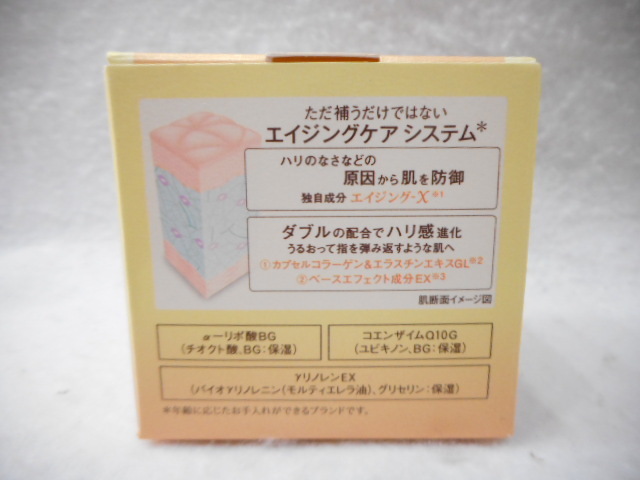 ただ補うだけではない
エイジングケア システム*
ハリのなさなどの
原因から肌を防御
独自成分 エイジング-X※1
ダブルの配合でハリ感進化
うるおって指を弾み返すような肌へ
①カプセルコラーゲン&エラスチンエキスGL※2
②ベースエフェクト成分EX※3
肌断面イメージ図
α-リポ酸BG
(チオクト酸、BG:保湿)
コエンザイムQ10G
(ユビキノン、BG:保湿)
γリノレンEX
(バイオγリノレニン(モルティエレラ油)、グリセリン:保湿)
※年齢に応じたお手入れができるブランドです。